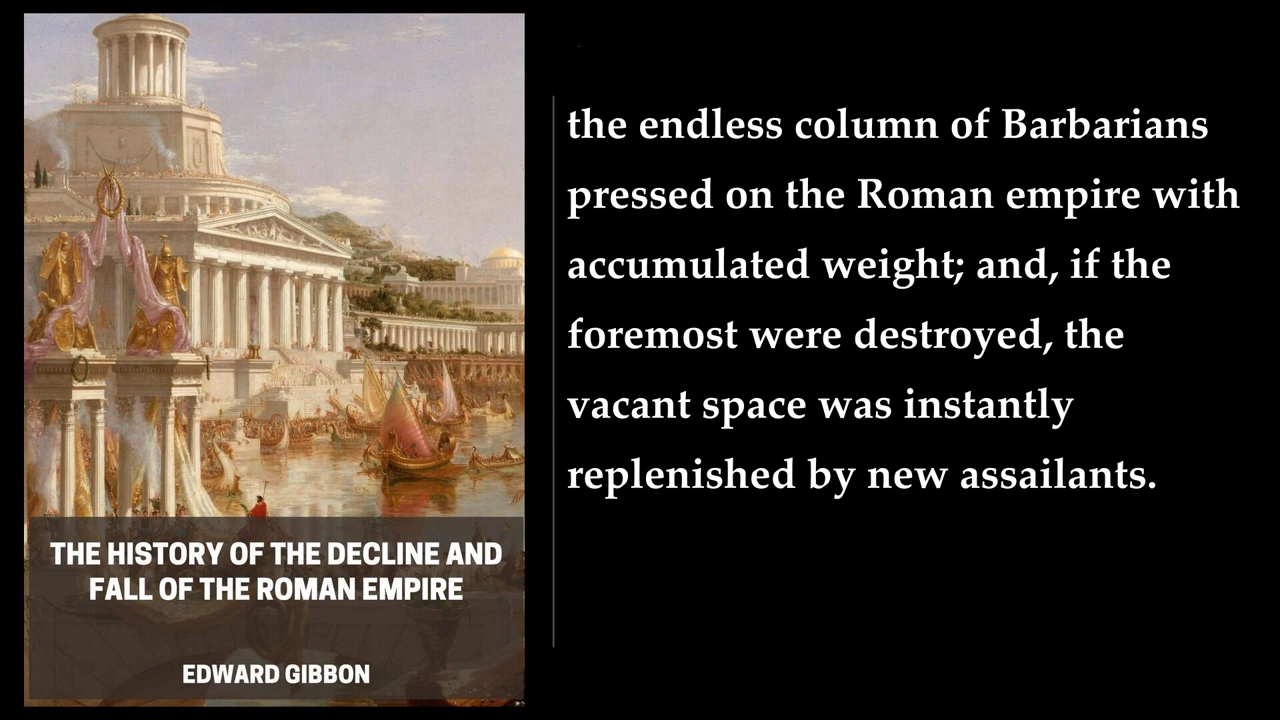 THE HISTORY OF THE DECLINE AND
FALL OF THE ROMAN EMPIRE
EDWARD GIBBON
the endless column of Barbarians
pressed on the Roman empire with
accumulated weight; and, if the
foremost were destroyed, the
vacant space was instantly
replenished by new assailants.